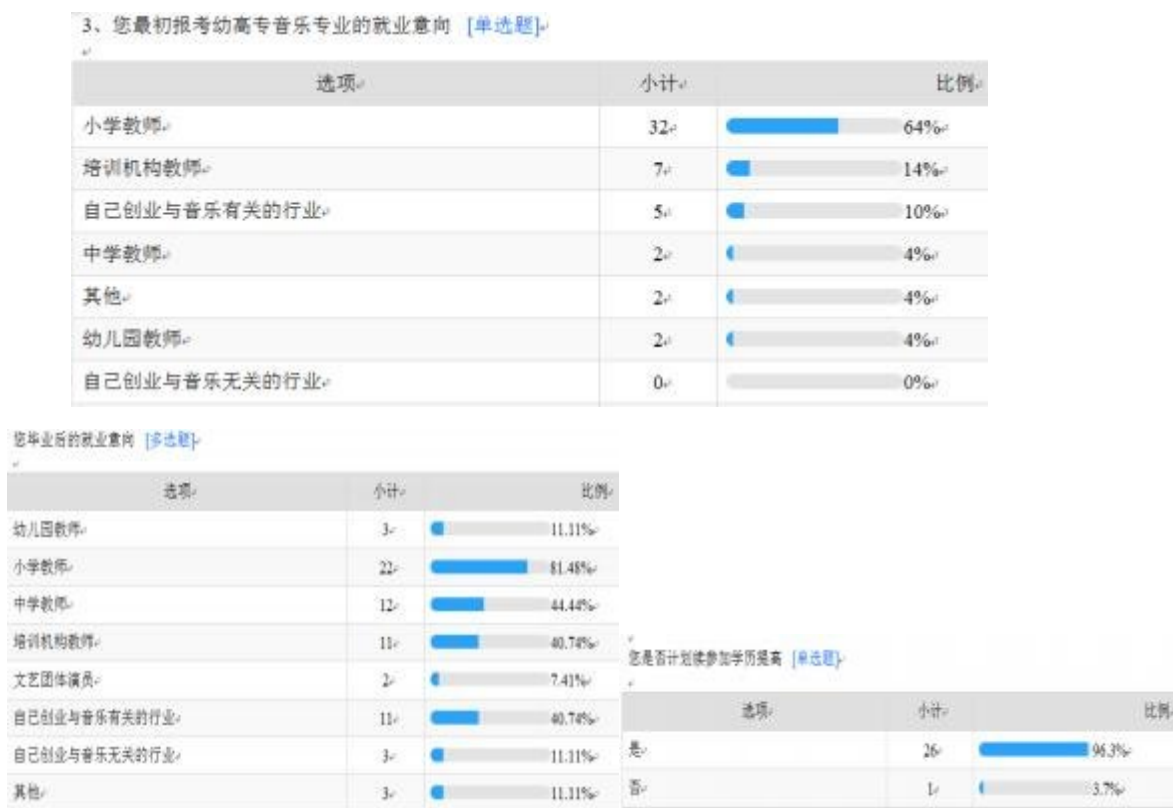 3、您最初报考幼高专音乐专业的就业意向 [单选题]
选项 小计 比例
小学教师 32 64%
培训机构教师 7 14%
自己创业与音乐有关的行业 5 10%
中学教师 2 4%
其他 2 4%
幼儿园教师 2 4%
自己创业与音乐无关的行业 0 0%
您毕业后的就业意向 [多选题]
选项 小计 比例
幼儿园教师 3 11.11%
小学教师 22 81.48%
中学教师 12 44.44%
培训机构教师 11 40.74%
文艺团体演员 2 7.41%
自己创业与音乐有关的行业 11 40.74%
自己创业与音乐无关的行业 3 11.11%
其他 3 11.11%
您是否计划继参加学历提高 [单选题]
选项 小计 比例
是 26 96.3%
否 1 3.7%